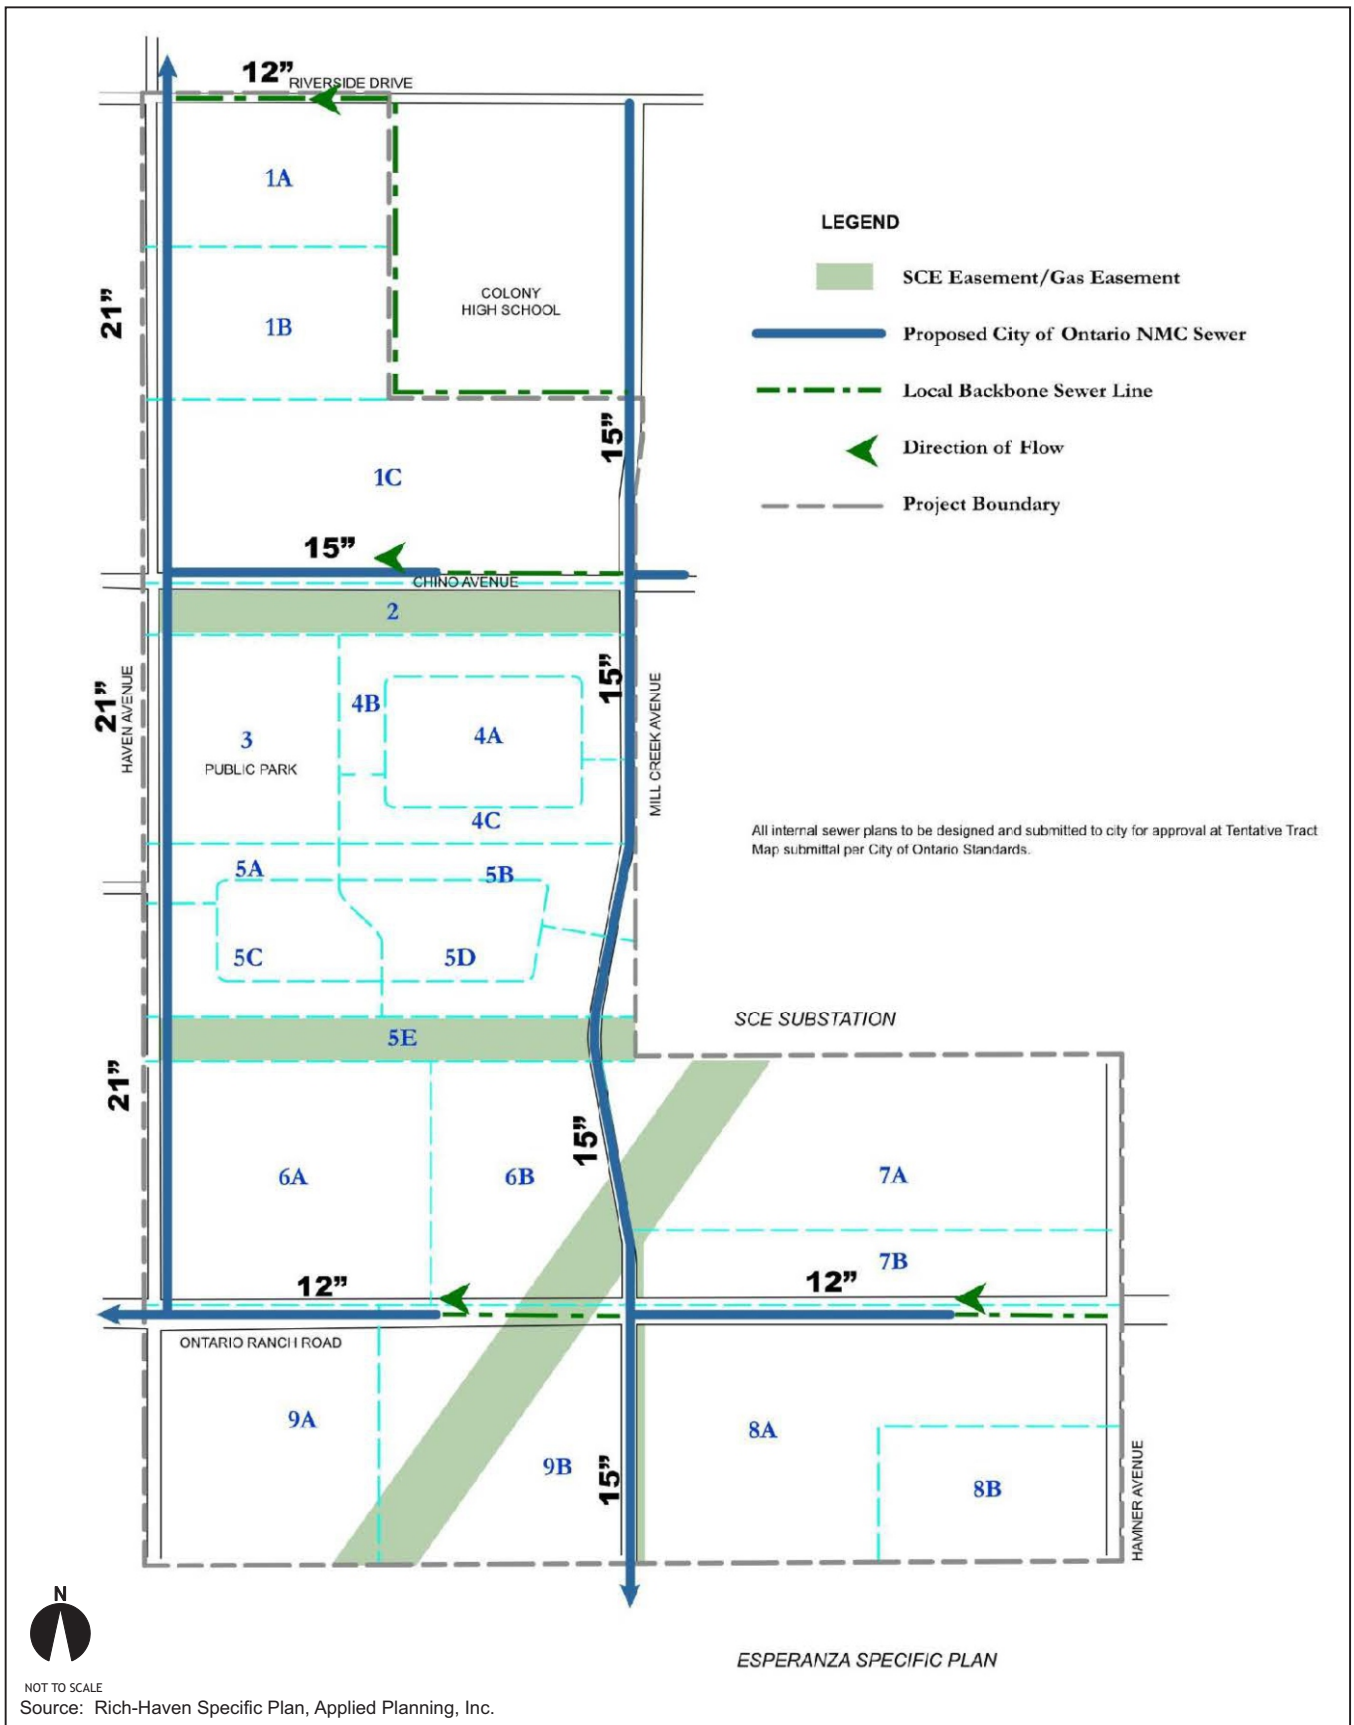 12”
RIVERSIDE DRIVE
1A
21”
1B
COLONY
HIGH SCHOOL
15”
1C
15”
CHINO AVENUE
2
LEGEND
SCE Easement/Gas Easement
Proposed City of Ontario NMC Sewer
Local Backbone Sewer Line
Direction of Flow
Project Boundary
21”
HAVEN AVENUE
15”
MILL CREEK AVENUE
4B
4A
3
PUBLIC PARK
4C
All internal sewer plans to be designed and submitted to city for approval at Tentative Tract
Map submittal per City of Ontario Standards.
5A
5B
5C
5D
SCE SUBSTATION
5E
21”
15”
6A
6B
7A
7B
12”
12”
ONTARIO RANCH ROAD
9A
9B
15”
8A
8B
HAMNER AVENUE
N
NOT TO SCALE
ESPERANZA SPECIFIC PLAN
Source: Rich-Haven Specific Plan, Applied Planning, Inc.